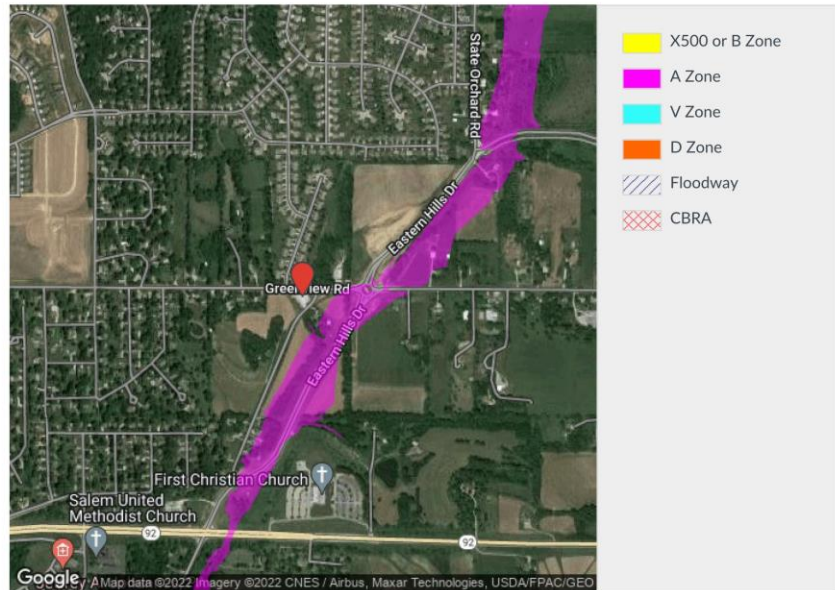 State Orchard Rd
Eastern Hills Dr
Greenview Rd
Eastern Hills Dr
First Christian Church
Salem United
Methodist Church
92
92
Google
Map data ©2022 Imagery ©2022 CNES / Airbus, Maxar Technologies, USDA/FPAC/GEO
X500 or B Zone
A Zone
V Zone
D Zone
Floodway
CBRA